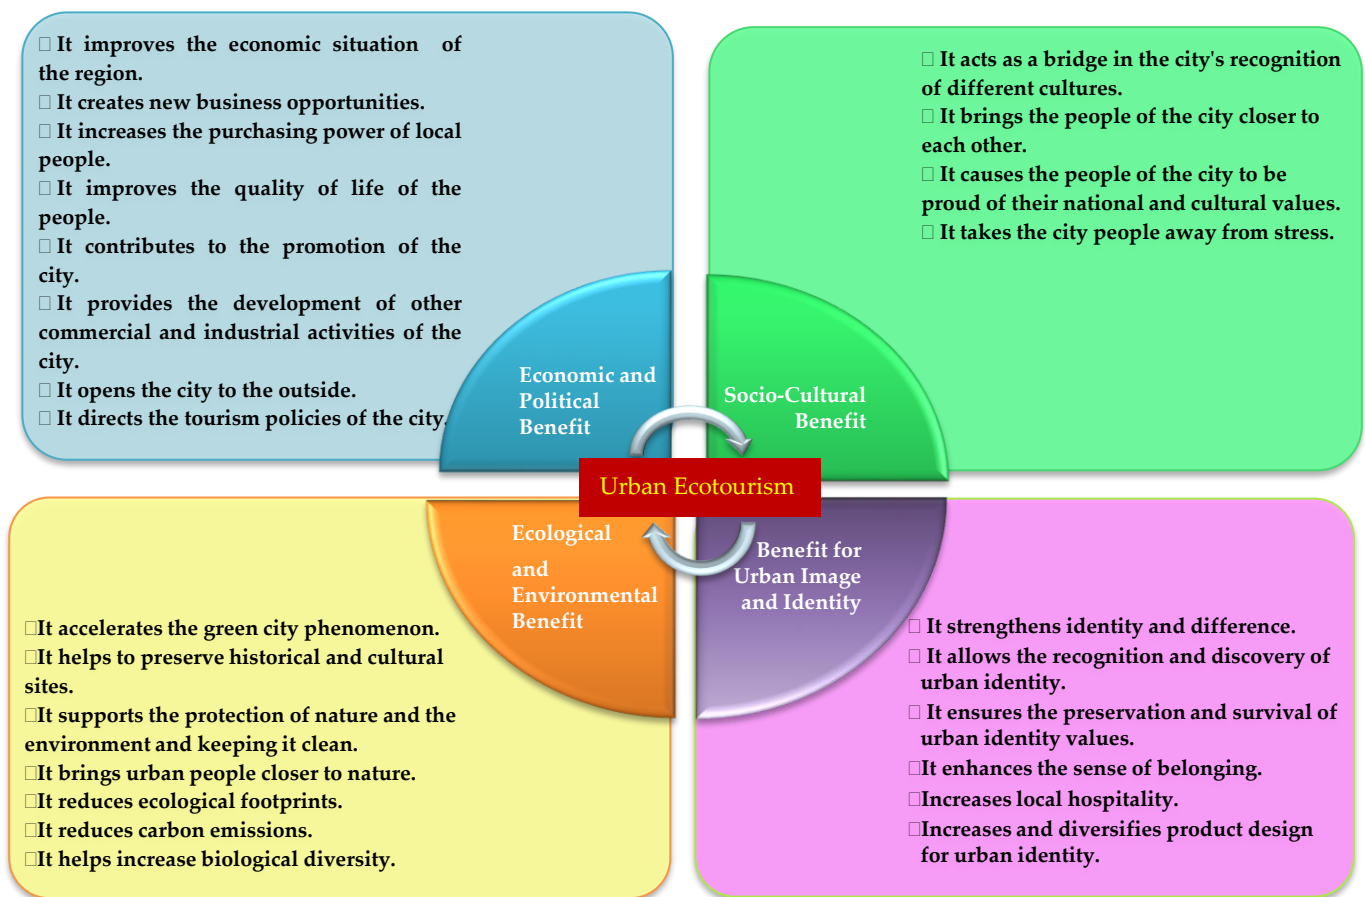 □ It improves the economic situation of
the region.
□ It creates new business opportunities.
□ It increases the purchasing power of local
people.
□ It improves the quality of life of the
people.
□ It contributes to the promotion of the
city.
□ It provides the development of other
commercial and industrial activities of the
city.
□ It opens the city to the outside.
□ It directs the tourism policies of the city.
Economic and
Political
Benefit
□ It acts as a bridge in the city's recognition
of different cultures.
□ It brings the people of the city closer to
each other.
□ It causes the people of the city to be
proud of their national and cultural values.
□ It takes the city people away from stress.
Socio-Cultural
Benefit
Urban Ecotourism
Ecological
and
Environmental
Benefit
□It accelerates the green city phenomenon.
□It helps to preserve historical and cultural
sites.
□It supports the protection of nature and the
environment and keeping it clean.
□It brings urban people closer to nature.
□It reduces ecological footprints.
□It reduces carbon emissions.
□It helps increase biological diversity.
Benefit for
Urban Image
and Identity
□ It strengthens identity and difference.
□ It allows the recognition and discovery of
urban identity.
□ It ensures the preservation and survival of
urban identity values.
□It enhances the sense of belonging.
□Increases local hospitality.
□Increases and diversifies product design
for urban identity.